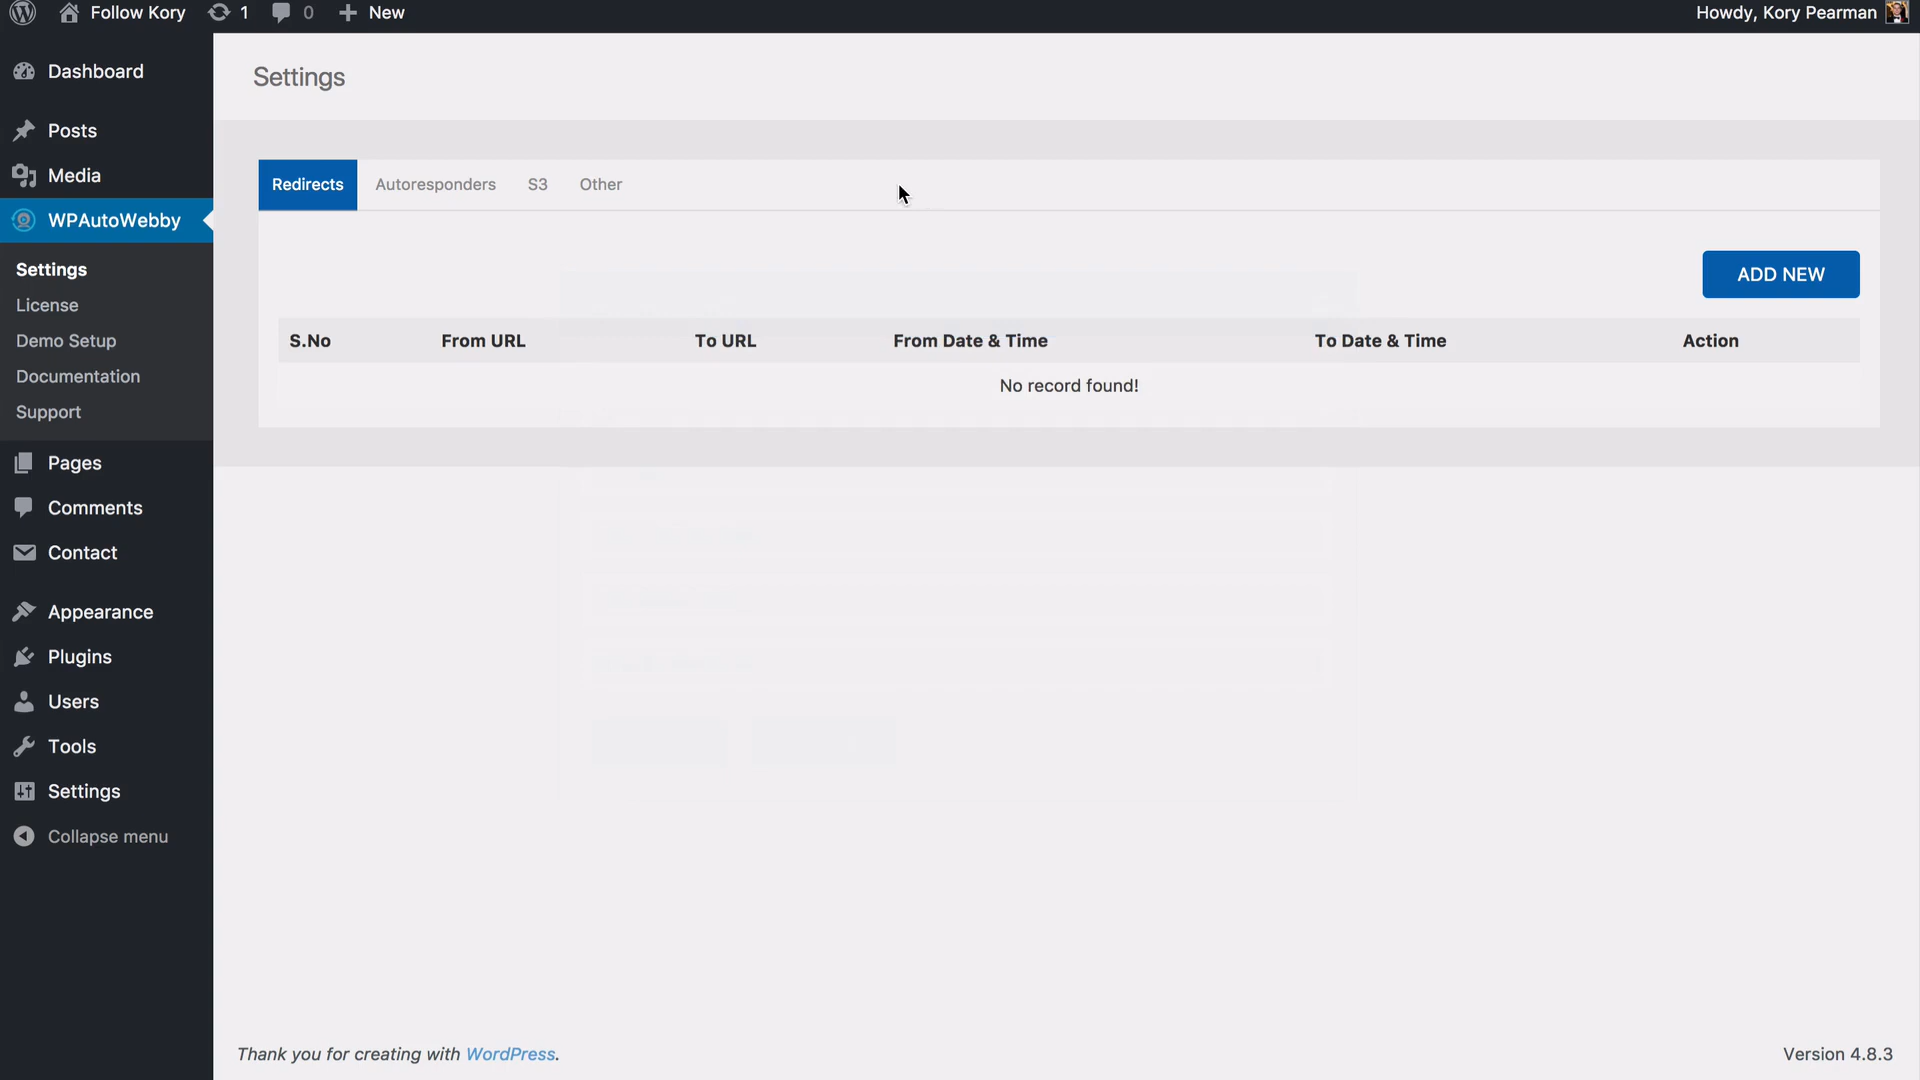 Follow Kory 1 0 New Howdy, Kory Pearman
Dashboard
Posts
Media
WPAutoWebby
Settings
License
Demo Setup
Documentation
Support
Pages
Comments
Contact
Appearance
Plugins
Users
Tools
Settings
Collapse menu
Settings
Redirects Autoresponders S3 Other
ADD NEW
S.No From URL To URL From Date & Time To Date & Time Action
No record found!
Thank you for creating with WordPress. Version 4.8.3